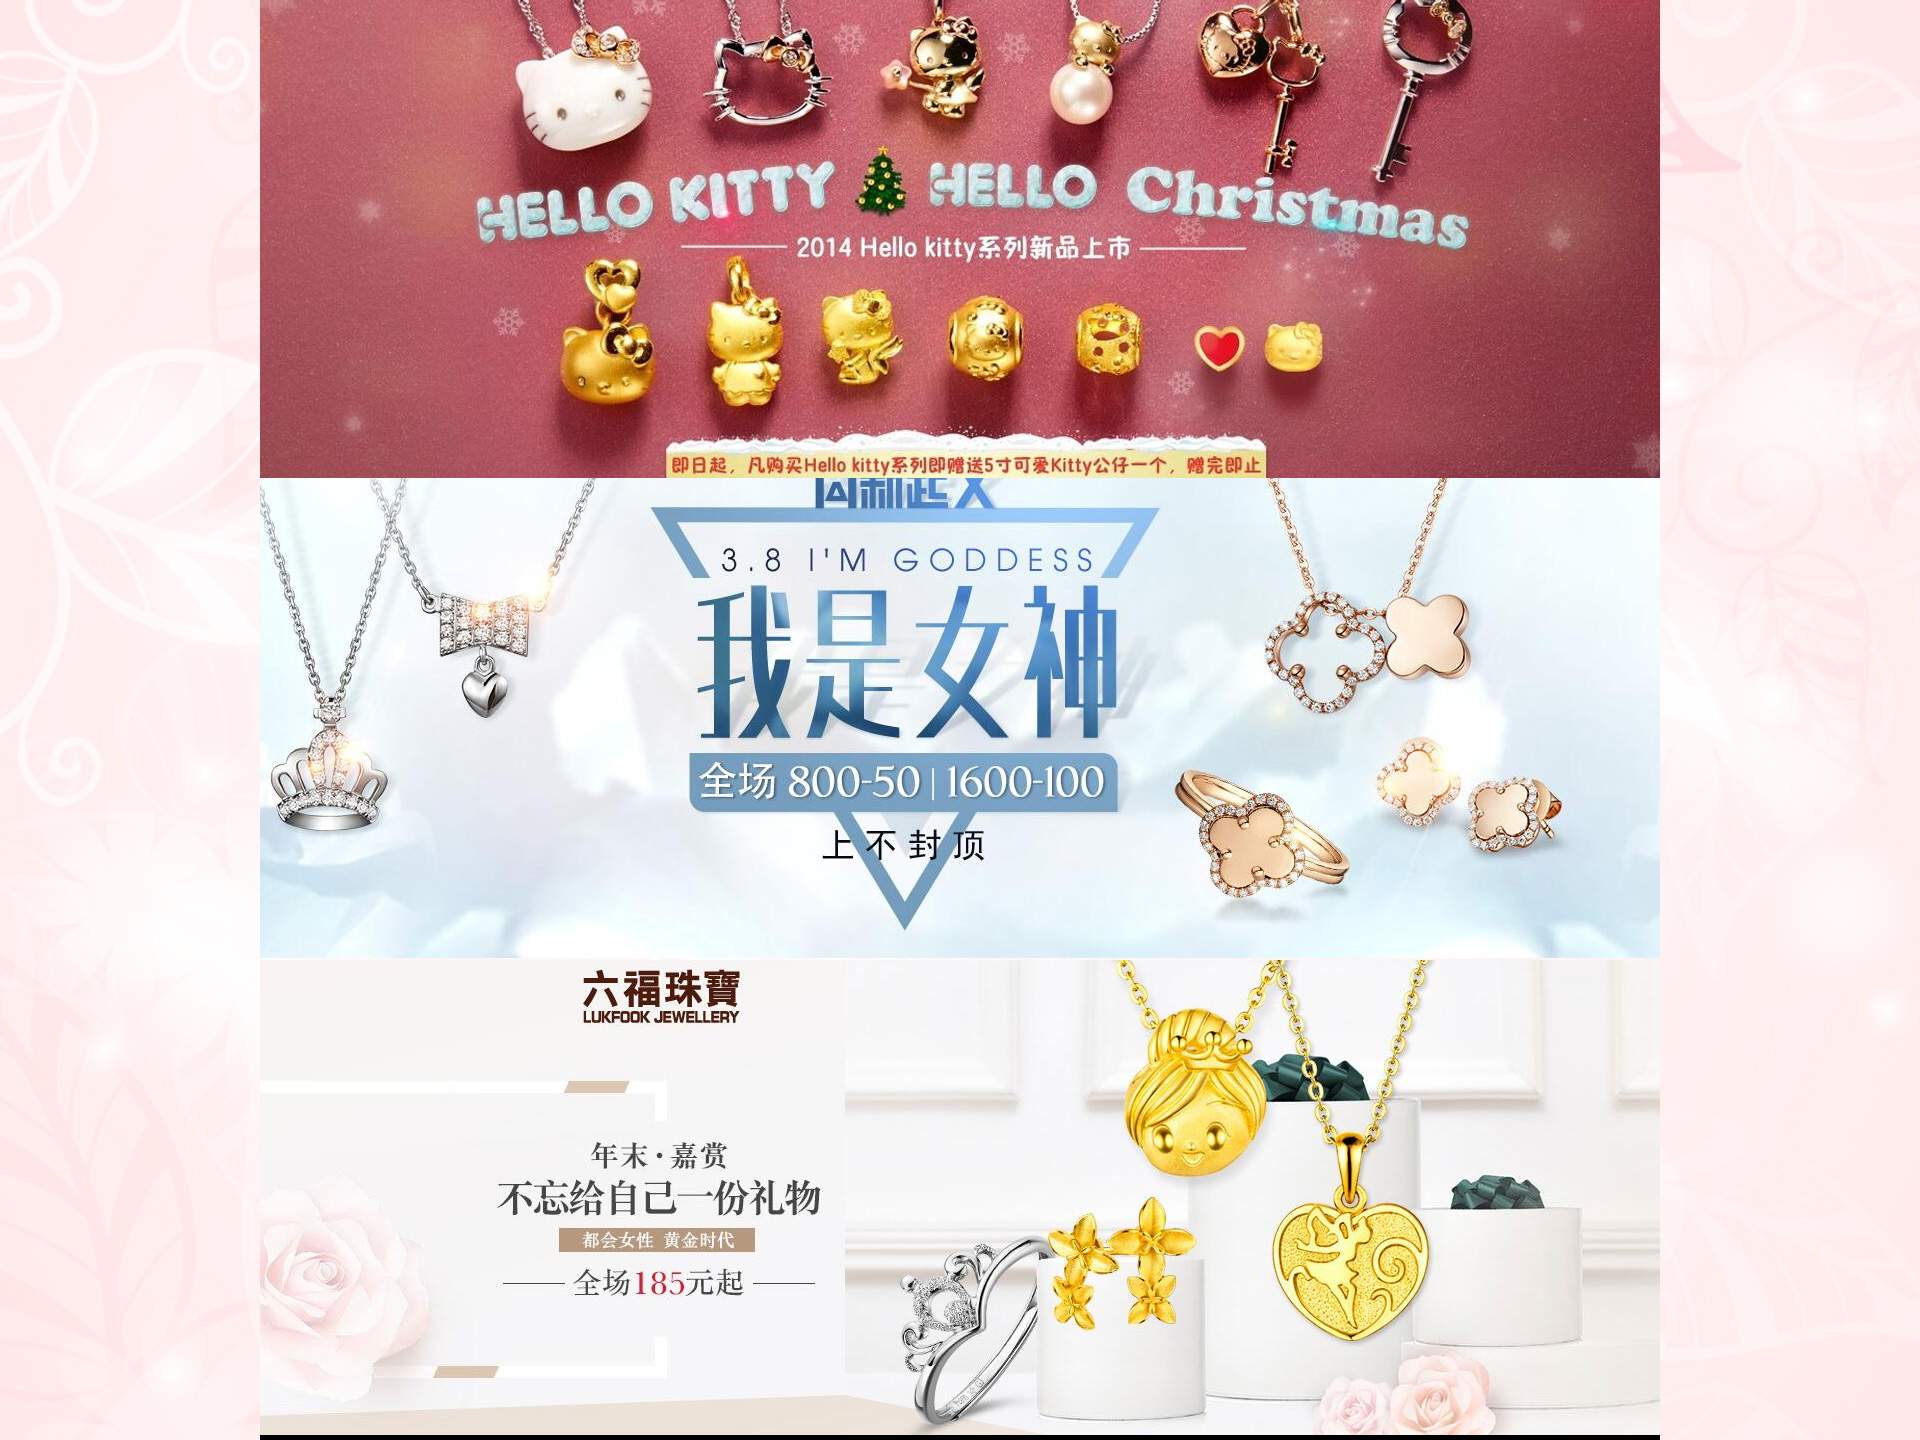 HELLO KITTY HELLO Christmas
2014 Hello kitty系列新品上市
即日起，凡购买Hello kitty系列即赠送5寸可爱Kitty公仔一个，赠完即止
3.8 I'M GODDESS
我是女神
全场 800-50 | 1600-100
上不封顶
六福珠寶
LUKFOOK JEWELLERY
年末·嘉赏
不忘给自己一份礼物
都会女性 黄金时代
全场185元起